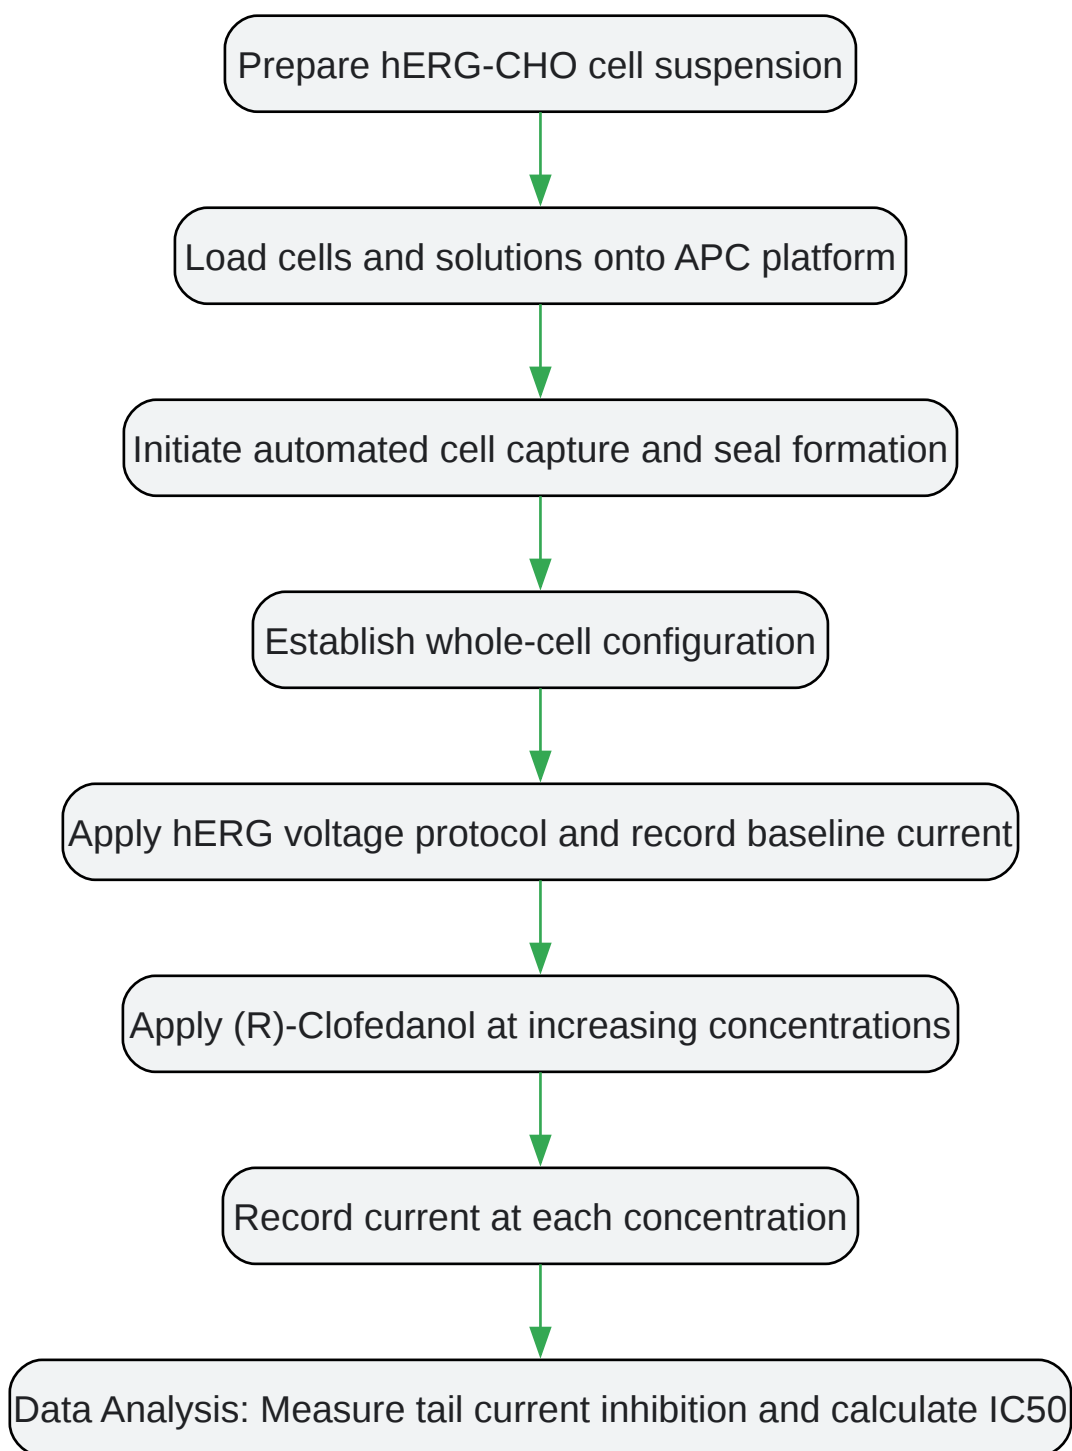 Prepare hERG-CHO cell suspension
Load cells and solutions onto APC platform
Initiate automated cell capture and seal formation
Establish whole-cell configuration
Apply hERG voltage protocol and record baseline current
Apply (R)-Clofedanol at increasing concentrations
Record current at each concentration
Data Analysis: Measure tail current inhibition and calculate IC50